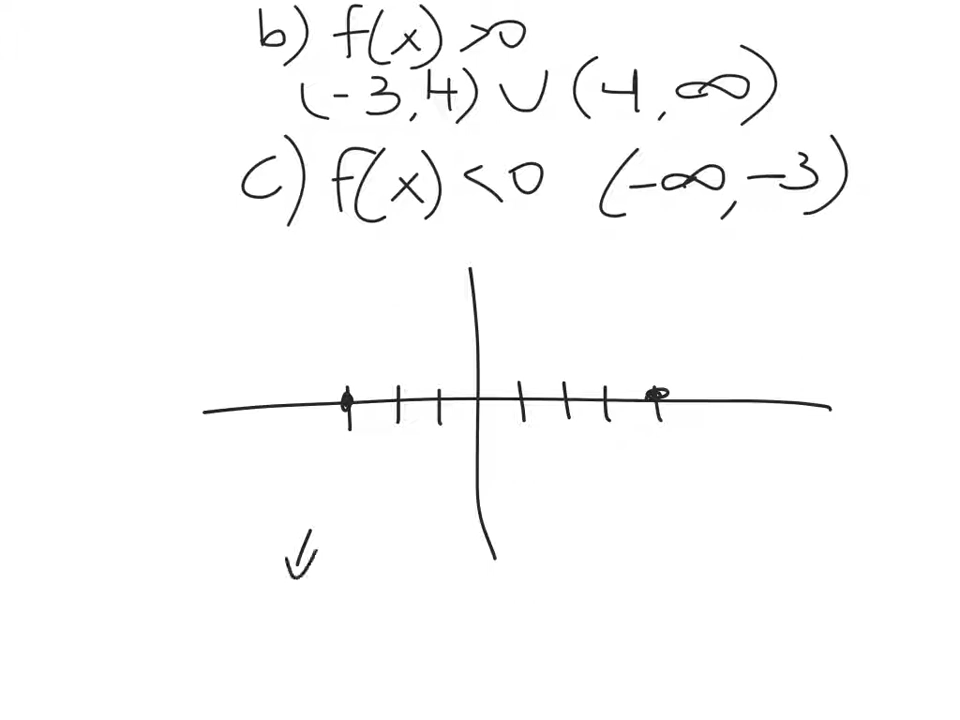 b) f(x) >0
(-3,4) ∪ (4,∞)
c) f(x) <0 (-∞,-3)